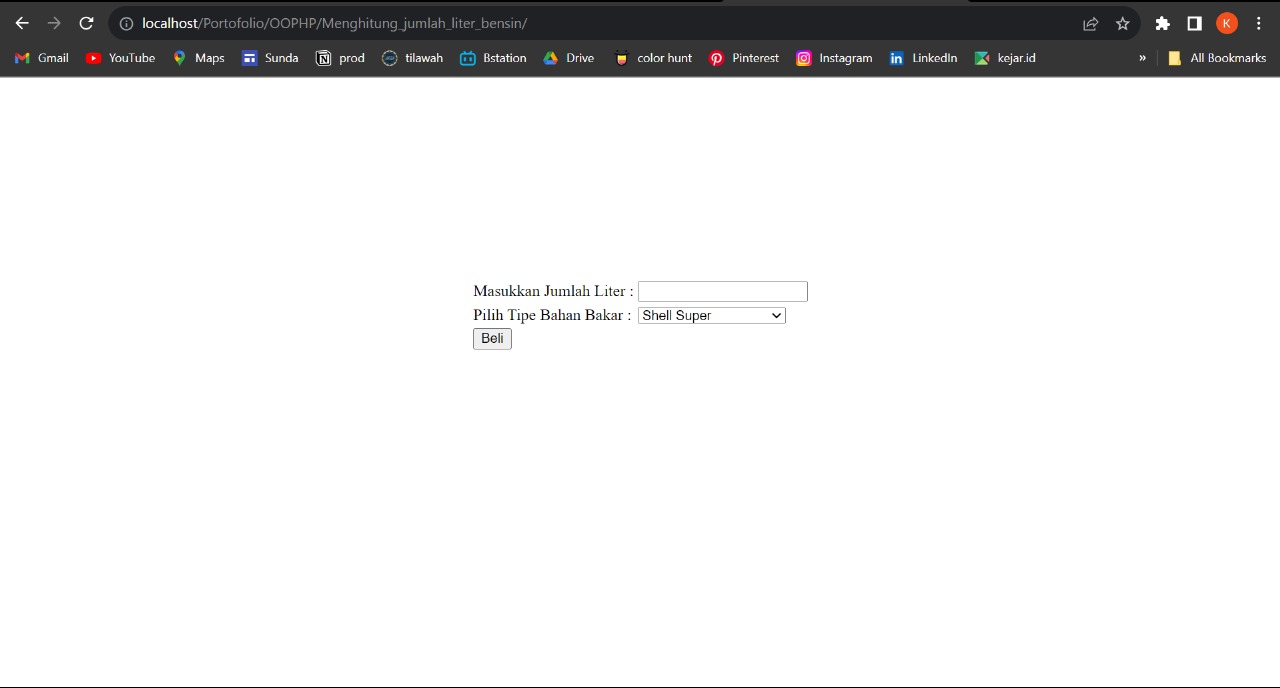 localhost/Portofolio/OOPHP/Menghitung_jumlah_liter_bensin/
K
Gmail YouTube Maps Sunda prod tilawah Bstation Drive color hunt Pinterest Instagram LinkedIn kejar.id » All Bookmarks
Masukkan Jumlah Liter :
Pilih Tipe Bahan Bakar : Shell Super
Beli